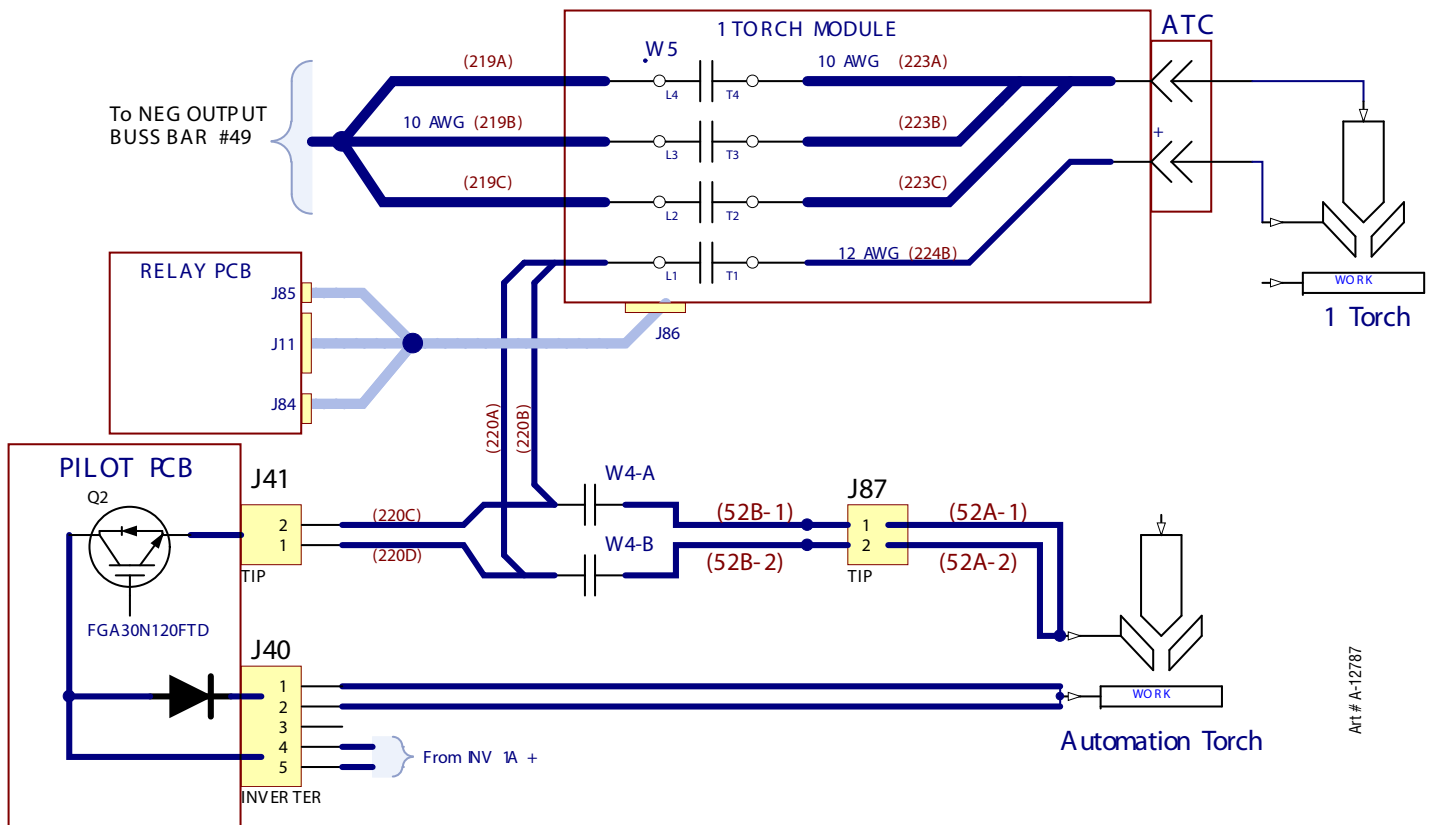 1 TORCH MODULE
ATC
W5
(219A)
10 AWG (223A)
L4
T4
To NEG OUTPUT
BUSS BAR #49
10 AWG (219B)
(223B)
+
L3
T3
(219C)
(223C)
L2
T2
12 AWG (224B)
L1
T1
RELAY PCB
J85
J11
J84
J86
WORK
1 Torch
(220A)
(220B)
PILOT PCB
Q2
FGA30N120FTD
J41
2
1
TIP
(220C)
(220D)
W4-A
W4-B
(52B-1)
(52B-2)
J87
1
2
TIP
(52A-1)
(52A-2)
J40
1
2
3
4
5
INVERTER
From INV 1A +
WORK
Automation Torch
Art # A-12787